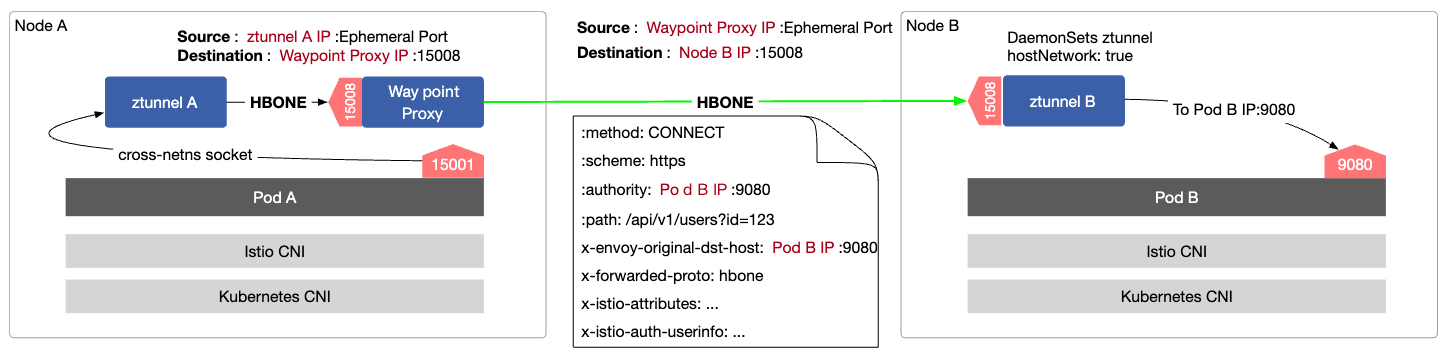 Node A
Source : ztunnel A IP :Ephemeral Port
Destination : Waypoint Proxy IP :15008
ztunnel A
HBONE
15008
Way point
Proxy
cross-netns socket
15001
Pod A
Istio CNI
Kubernetes CNI
Source : Waypoint Proxy IP :Ephemeral Port
Destination : Node B IP :15008
HBONE
:method: CONNECT
:scheme: https
:authority: Po d B IP :9080
:path: /api/v1/users?id=123
x-envoy-original-dst-host: Pod B IP :9080
x-forwarded-proto: hbone
x-istio-attributes: ...
x-istio-auth-userinfo: ...
Node B
DaemonSets ztunnel
hostNetwork: true
15008
ztunnel B
To Pod B IP:9080
9080
Pod B
Istio CNI
Kubernetes CNI